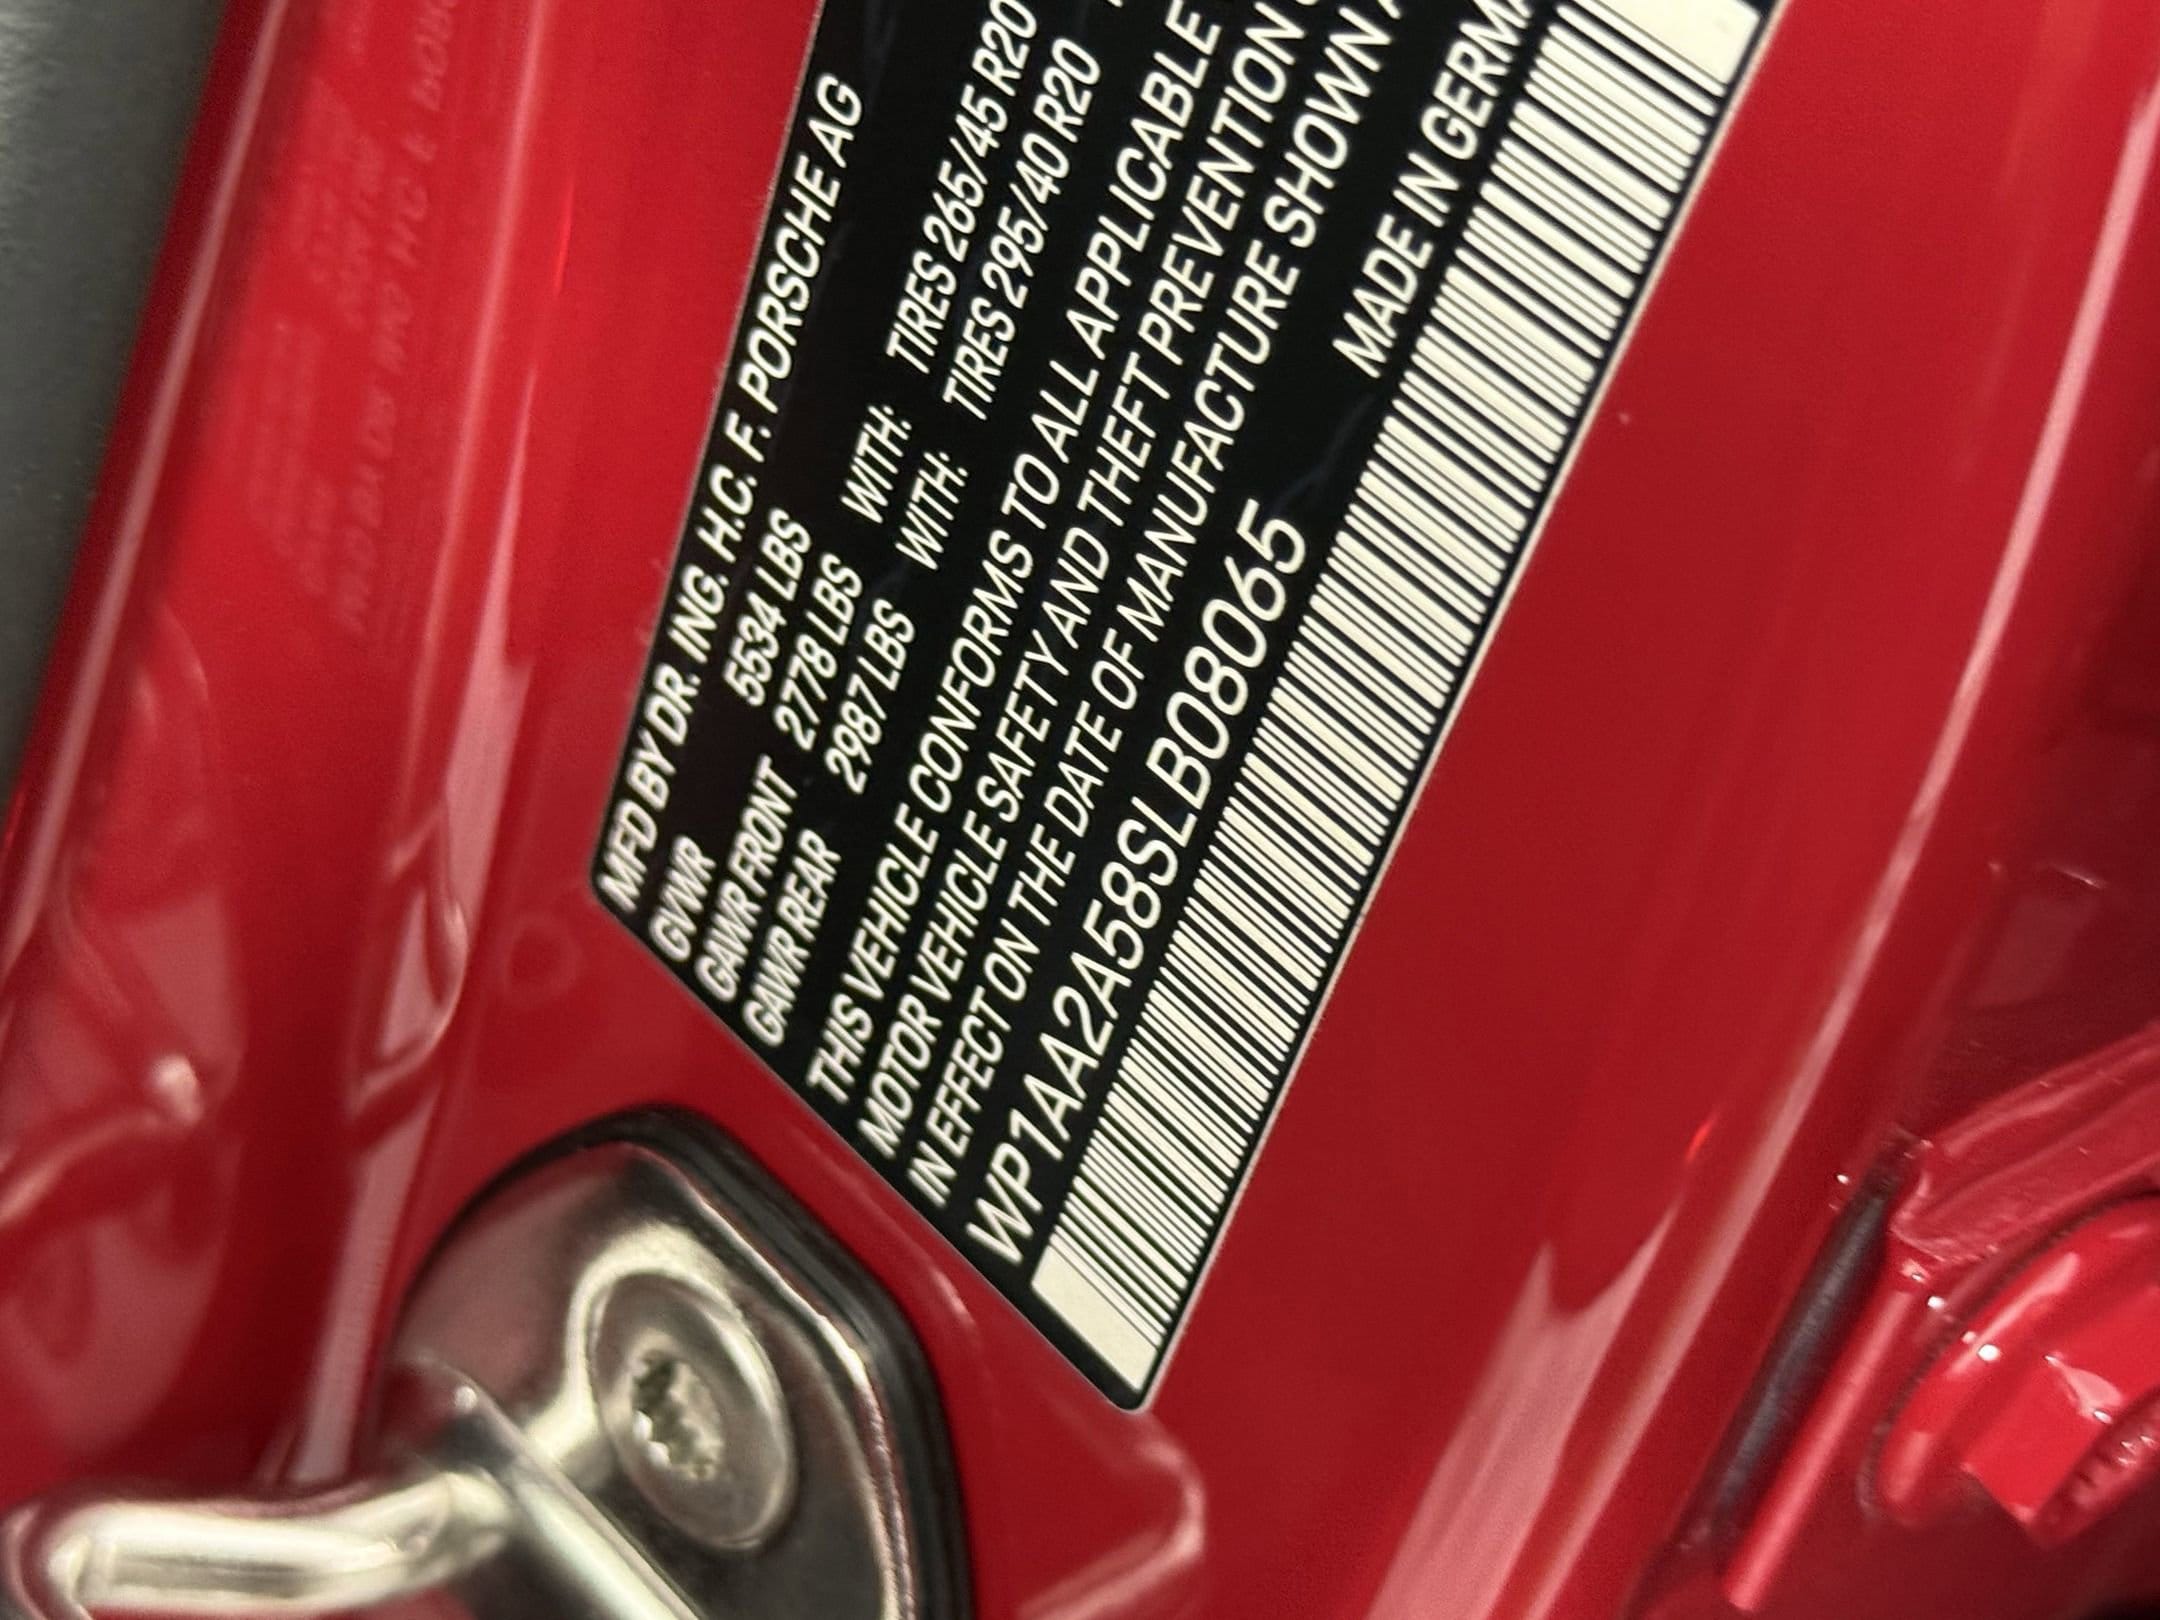 MFD BY DR. ING. H.C. F. PORSCHE AG
GVWR 5534 LBS
GAWR FRONT 2778 LBS WITH: TIRES 265/45 R20
GAWR REAR 2987 LBS WITH: TIRES 295/40 R20
THIS VEHICLE CONFORMS TO ALL APPLICABLE
MOTOR VEHICLE SAFETY AND THEFT PREVENTION
IN EFFECT ON THE DATE OF MANUFACTURE SHOWN
WP1AA2A58SLB08065 MADE IN GERMA